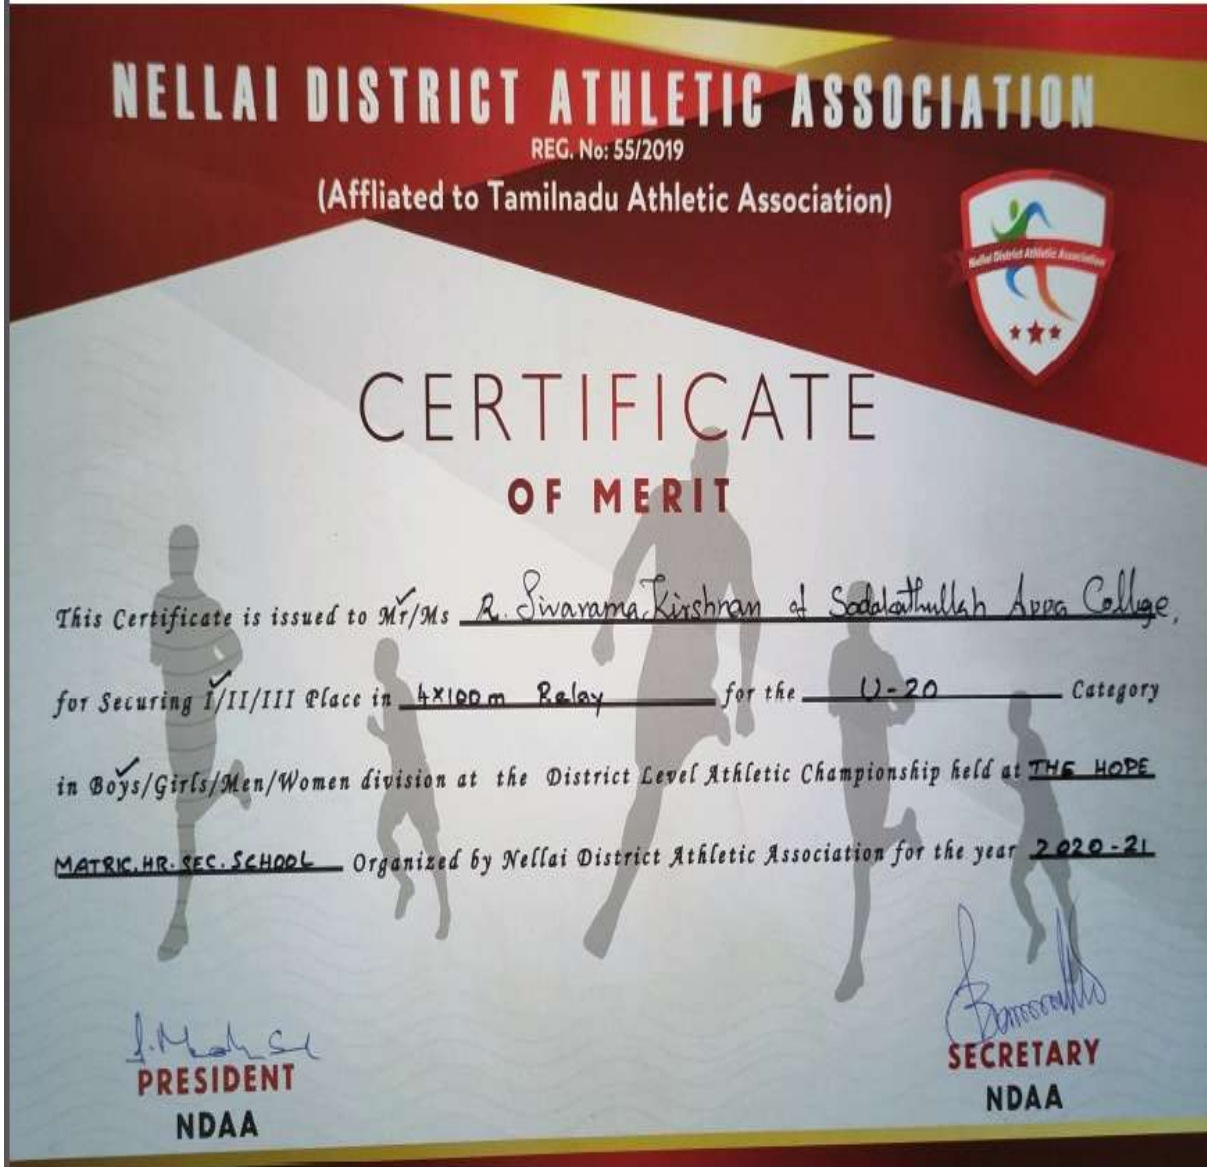 NELLAI DISTRICT ATHLETIC ASSOCIATION
REG. No: 55/2019
(Affliated to Tamilnadu Athletic Association)
Nellai District Athletic Association
CERTIFICATE
OF MERIT
This Certificate is issued to Mr/Ms R. Sivarama Kirshnan of Sadakathullah Appa College,
for Securing I/II/III Place in 4×100m Relay for the U-20 Category
in Boys/Girls/Men/Women division at the District Level Athletic Championship held at THE HOPE
MATRIC.HR.SEC.SCHOOL Organized by Nellai District Athletic Association for the year 2020-21
PRESIDENT
NDAA
SECRETARY
NDAA